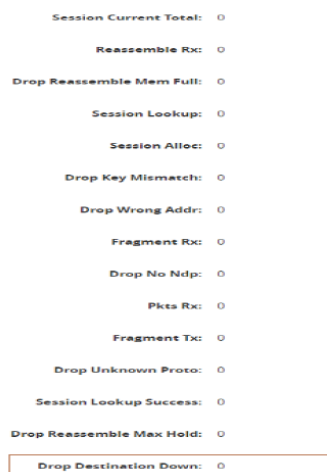 Session Current Total: 0
Reassemble Rx: 0
Drop Reassemble Mem Full: 0
Session Lookup: 0
Session Alloc: 0
Drop Key Mismatch: 0
Drop Wrong Addr: 0
Fragment Rx: 0
Drop No Ndp: 0
Pkts Rx: 0
Fragment Tx: 0
Drop Unknown Proto: 0
Session Lookup Success: 0
Drop Reassemble Max Hold: 0
Drop Destination Down: 0